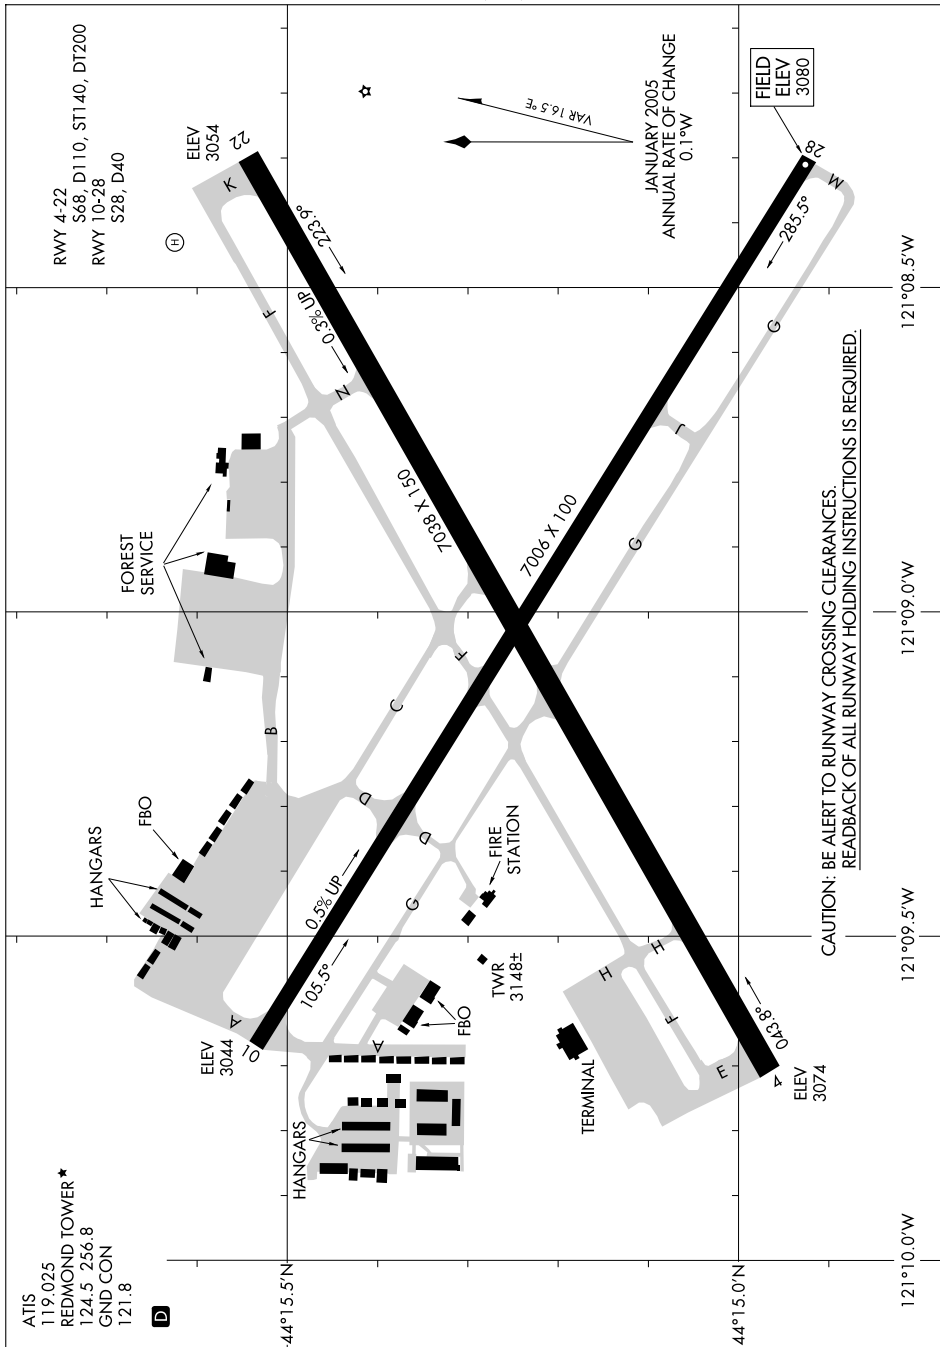 ATIS
119.025
REDMOND TOWER★
124.5 256.8
GND CON
121.8
D
RWY 4-22
S68, D110, ST140, DT200
RWY 10-28
S28, D40
H
ELEV
3054
22
K
223.9°
0.3% UP
F
N
7038 X 150
VAR 16.5°E
JANUARY 2005
ANNUAL RATE OF CHANGE
0.1°W
FIELD
ELEV
3080
28
M
285.5°
G
J
G
7006 X 100
FOREST
SERVICE
B
C
F
D
D
HANGARS
FBO
0.5% UP
105.5°
G
FIRE
STATION
A
ELEV
3044
10
A
FBO
TWR
3148±
HANGARS
TERMINAL
H
H
F
E
043.8°
4
ELEV
3074
CAUTION: BE ALERT TO RUNWAY CROSSING CLEARANCES.
READBACK OF ALL RUNWAY HOLDING INSTRUCTIONS IS REQUIRED.
44°15.5'N
44°15.0'N
121°10.0'W
121°09.5'W
121°09.0'W
121°08.5'W